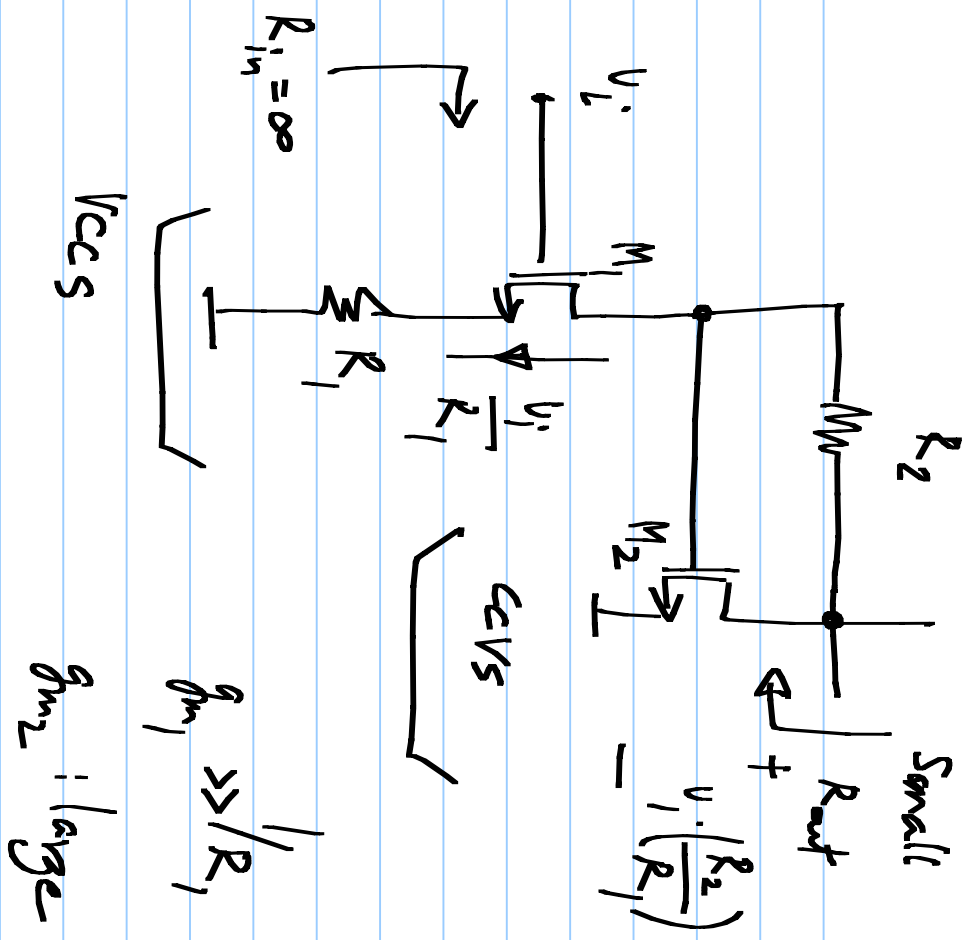 R₂
Small
Rout
vᵢ
M₁
M₂
+
vᵢ (R₂/R₁)
−
vᵢ/R₁
Rin = ∞
R₁
CCVS
VCCS
gm₁ >> 1/R₁
gm₂ : large